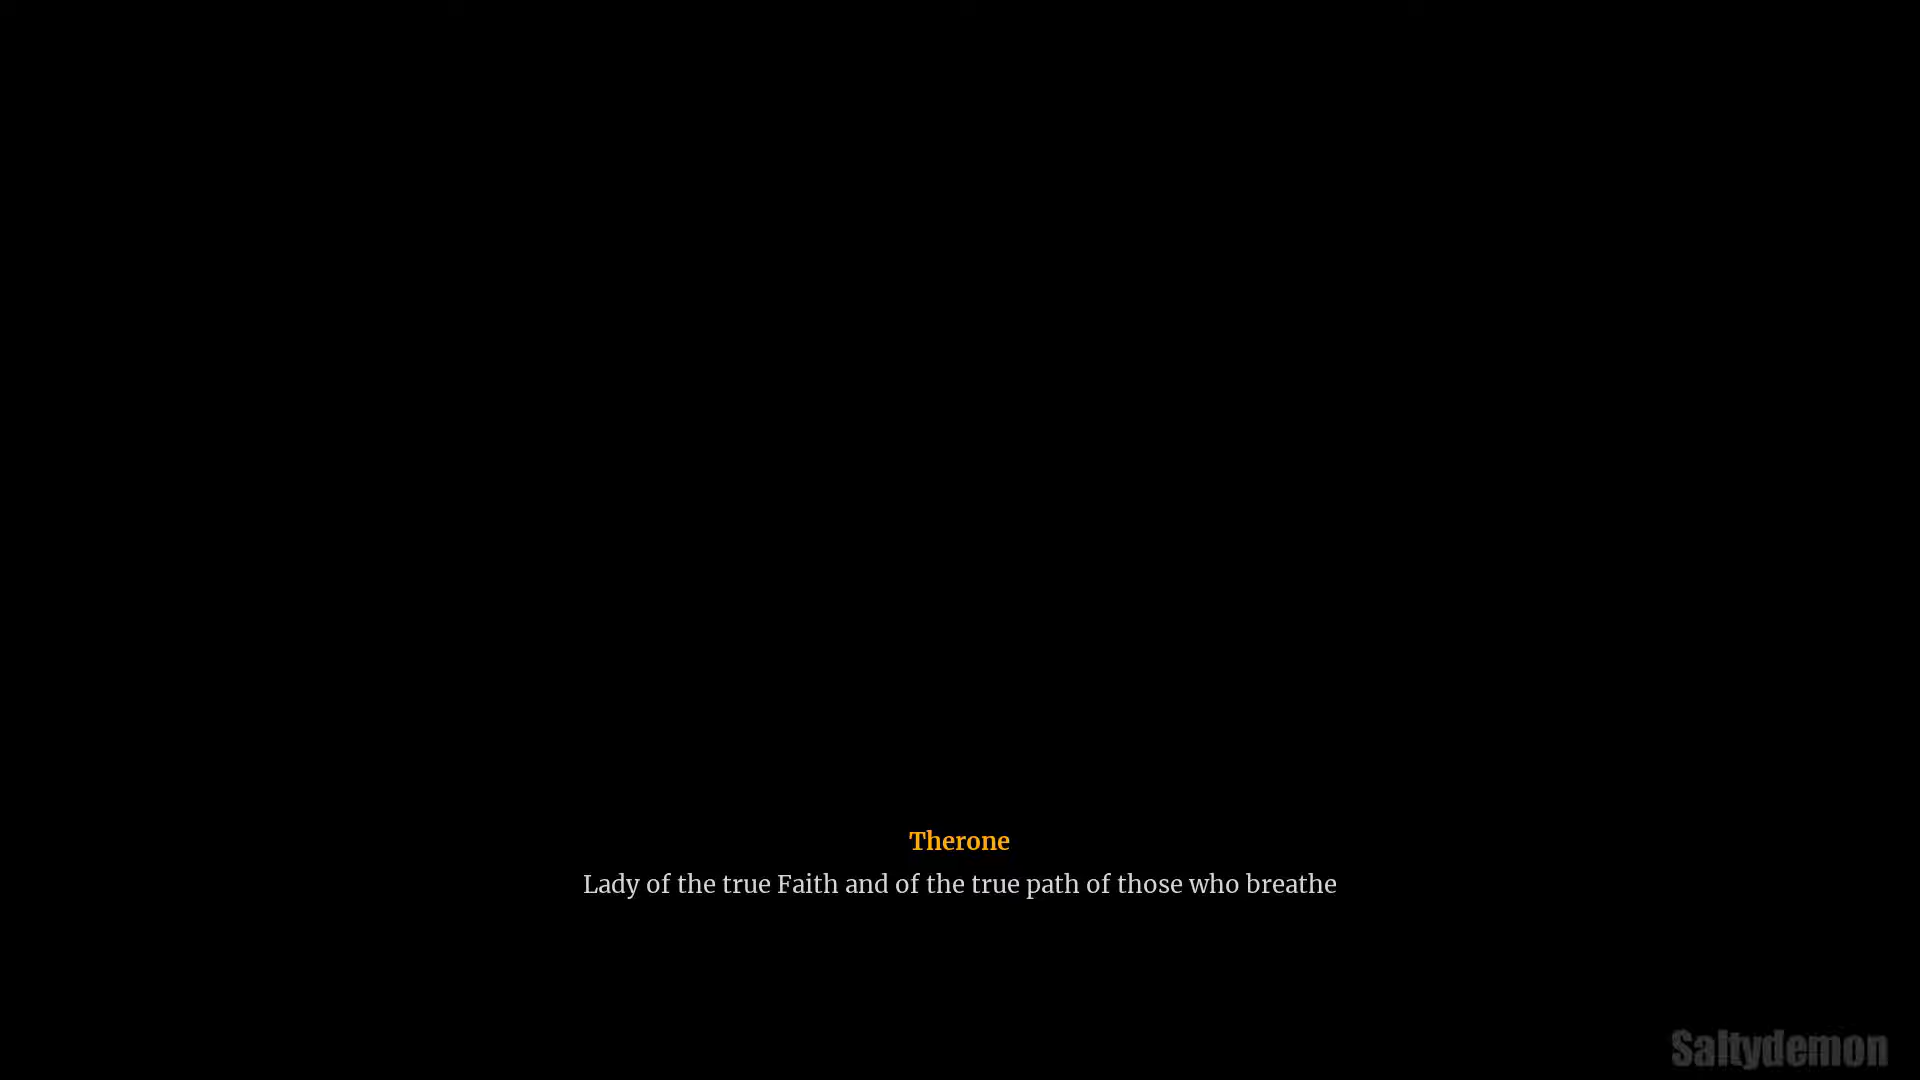 Therone
Lady of the true Faith and of the true path of those who breathe
Saltydemon